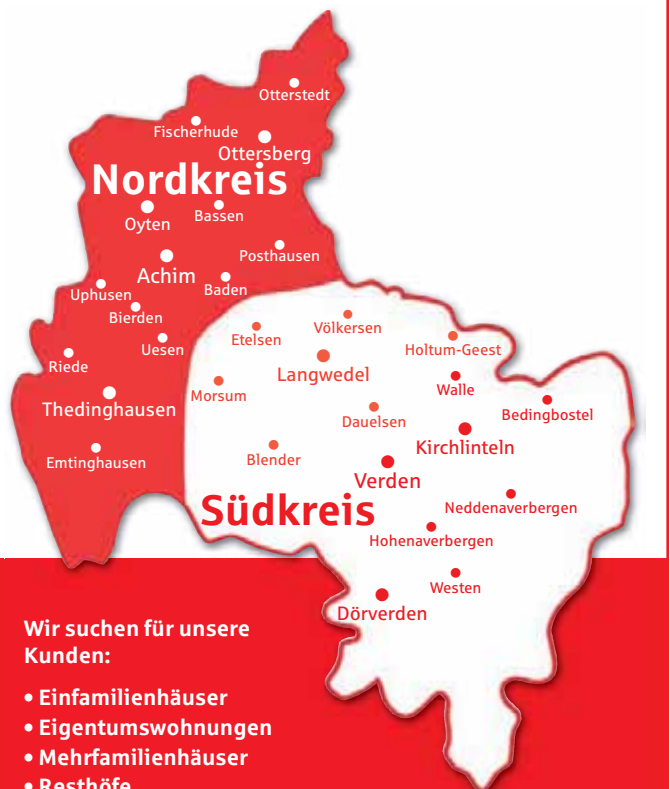 Otterstedt
Fischerhude
Ottersberg
Nordkreis
Bassen
Oyten
Posthausen
Achim
Baden
Uphusen
Bierden
Uesen
Riede
Thedinghausen
Emtinghausen
Völkersen
Etelsen
Holtum-Geest
Langwedel
Walle
Morsum
Bedingbostel
Dauelsen
Kirchlinteln
Blender
Verden
Südkreis
Neddenaverbergen
Hohenaverbergen
Westen
Dörverden
Wir suchen für unsere
Kunden:
• Einfamilienhäuser
• Eigentumswohnungen
• Mehrfamilienhäuser
• Resthöfe